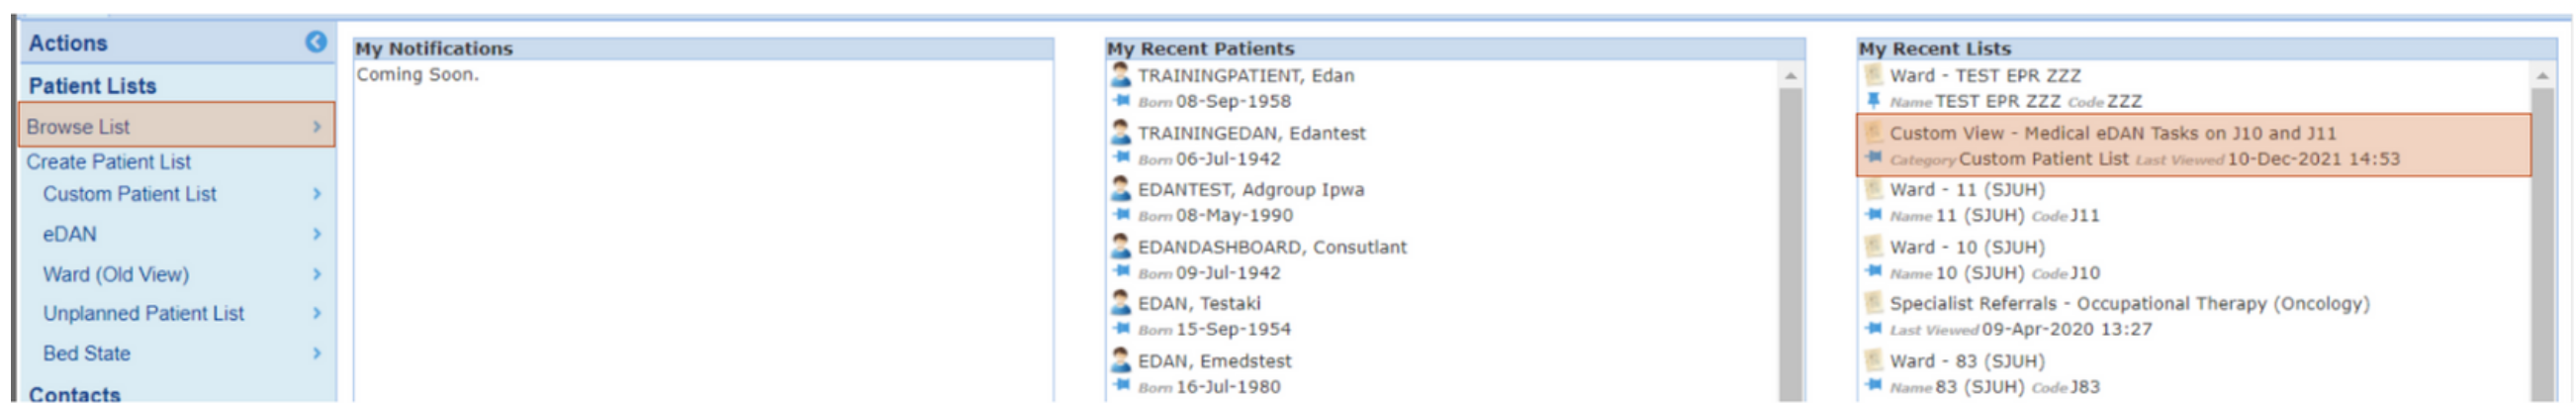 Actions
Patient Lists
Browse List
Create Patient List
Custom Patient List
eDAN
Ward (Old View)
Unplanned Patient List
Bed State
Contacts
My Notifications
Coming Soon.
My Recent Patients
TRAININGPATIENT, Edan
Born 08-Sep-1958
TRAININGEDAN, Edantest
Born 06-Jul-1942
EDANTEST, Adgroup Ipwa
Born 08-May-1990
EDANDASHBOARD, Consutlant
Born 09-Jul-1942
EDAN, Testaki
Born 15-Sep-1954
EDAN, Emedstest
Born 16-Jul-1980
My Recent Lists
Ward - TEST EPR ZZZ
Name TEST EPR ZZZ Code ZZZ
Custom View - Medical eDAN Tasks on J10 and J11
Category Custom Patient List Last Viewed 10-Dec-2021 14:53
Ward - 11 (SJUH)
Name 11 (SJUH) Code J11
Ward - 10 (SJUH)
Name 10 (SJUH) Code J10
Specialist Referrals - Occupational Therapy (Oncology)
Last Viewed 09-Apr-2020 13:27
Ward - 83 (SJUH)
Name 83 (SJUH) Code J83